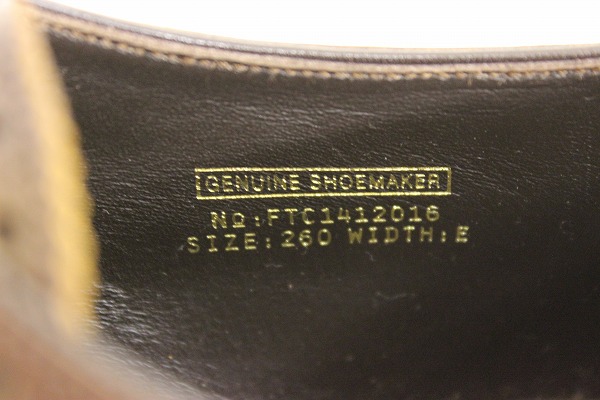 GENUINE SHOEMAKER
NO:FTC1412016
SIZE:260 WIDTH:E